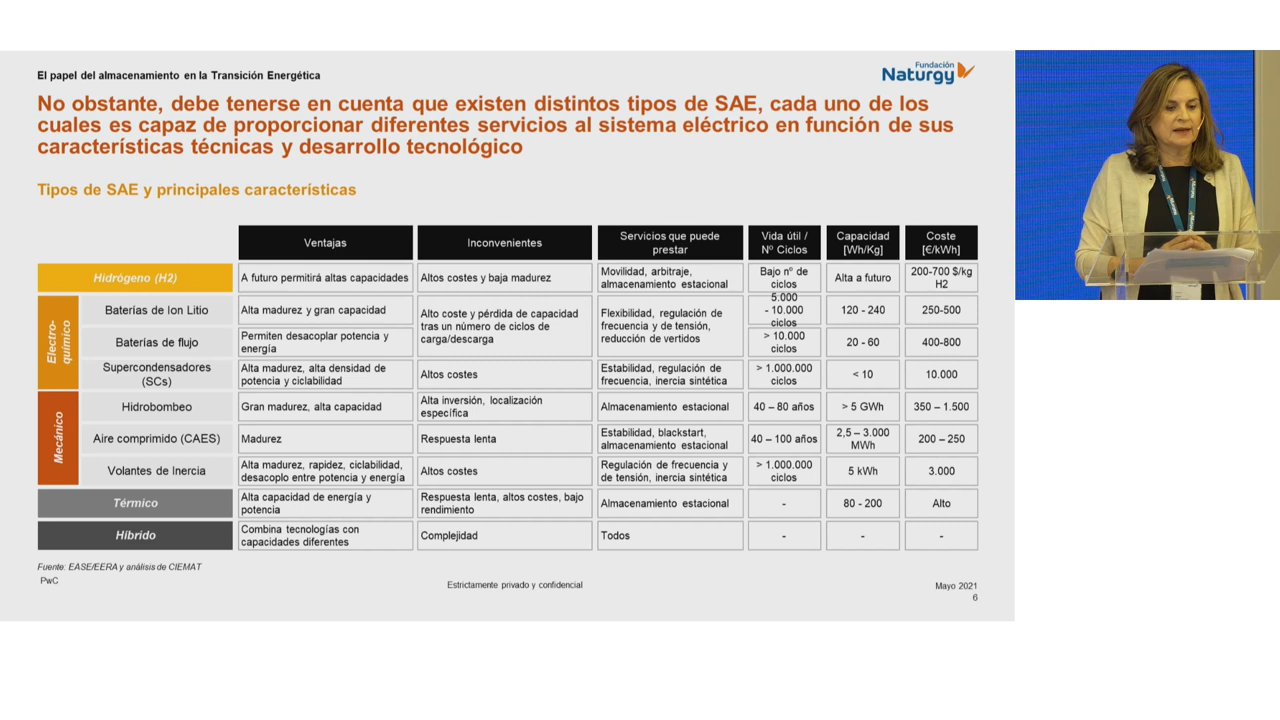 El papel del almacenamiento en la Transición Energética
Fundación
Naturgy
No obstante, debe tenerse en cuenta que existen distintos tipos de SAE, cada uno de los
cuales es capaz de proporcionar diferentes servicios al sistema eléctrico en función de sus
características técnicas y desarrollo tecnológico
Tipos de SAE y principales características
Ventajas
Inconvenientes
Servicios que puede
prestar
Vida útil /
Nº Ciclos
Capacidad
[Wh/Kg]
Coste
[€/kWh]
Hidrógeno (H2)
A futuro permitirá altas capacidades
Altos costes y baja madurez
Movilidad, arbitraje,
almacenamiento estacional
Bajo nº de
ciclos
Alta a futuro
200-700 $/kg
H2
Electro-
químico
Baterías de Ion Litio
Alta madurez y gran capacidad
Alto coste y pérdida de capacidad
tras un número de ciclos de
carga/descarga
Flexibilidad, regulación de
frecuencia y de tensión,
reducción de vertidos
5.000
- 10.000
ciclos
120 - 240
250-500
Baterías de flujo
Permiten desacoplar potencia y
energía
> 10.000
ciclos
20 - 60
400-800
Supercondensadores
(SCs)
Alta madurez, alta densidad de
potencia y ciclabilidad
Altos costes
Estabilidad, regulación de
frecuencia, inercia sintética
> 1.000.000
ciclos
< 10
10.000
Mecánico
Hidrobombeo
Gran madurez, alta capacidad
Alta inversión, localización
específica
Almacenamiento estacional
40 – 80 años
> 5 GWh
350 – 1.500
Aire comprimido (CAES)
Madurez
Respuesta lenta
Estabilidad, blackstart,
almacenamiento estacional
40 – 100 años
2,5 – 3.000
MWh
200 – 250
Volantes de Inercia
Alta madurez, rapidez, ciclabilidad,
desacoplo entre potencia y energía
Altos costes
Regulación de frecuencia y
de tensión, inercia sintética
> 1.000.000
ciclos
5 kWh
3.000
Térmico
Alta capacidad de energía y
potencia
Respuesta lenta, altos costes, bajo
rendimiento
Almacenamiento estacional
-
80 - 200
Alto
Híbrido
Combina tecnologías con
capacidades diferentes
Complejidad
Todos
-
-
-
Fuente: EASE/EERA y análisis de CIEMAT
PwC
Estrictamente privado y confidencial
Mayo 2021
6
Naturgy
Naturgy